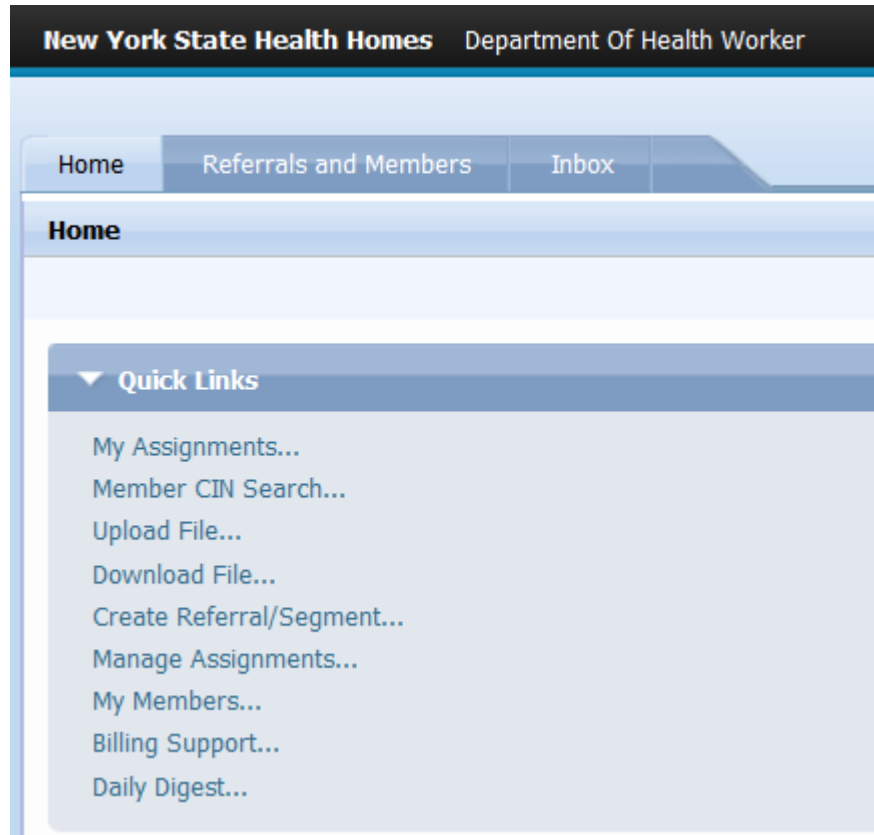 New York State Health Homes Department Of Health Worker
Home Referrals and Members Inbox
Home
Quick Links
My Assignments...
Member CIN Search...
Upload File...
Download File...
Create Referral/Segment...
Manage Assignments...
My Members...
Billing Support...
Daily Digest...